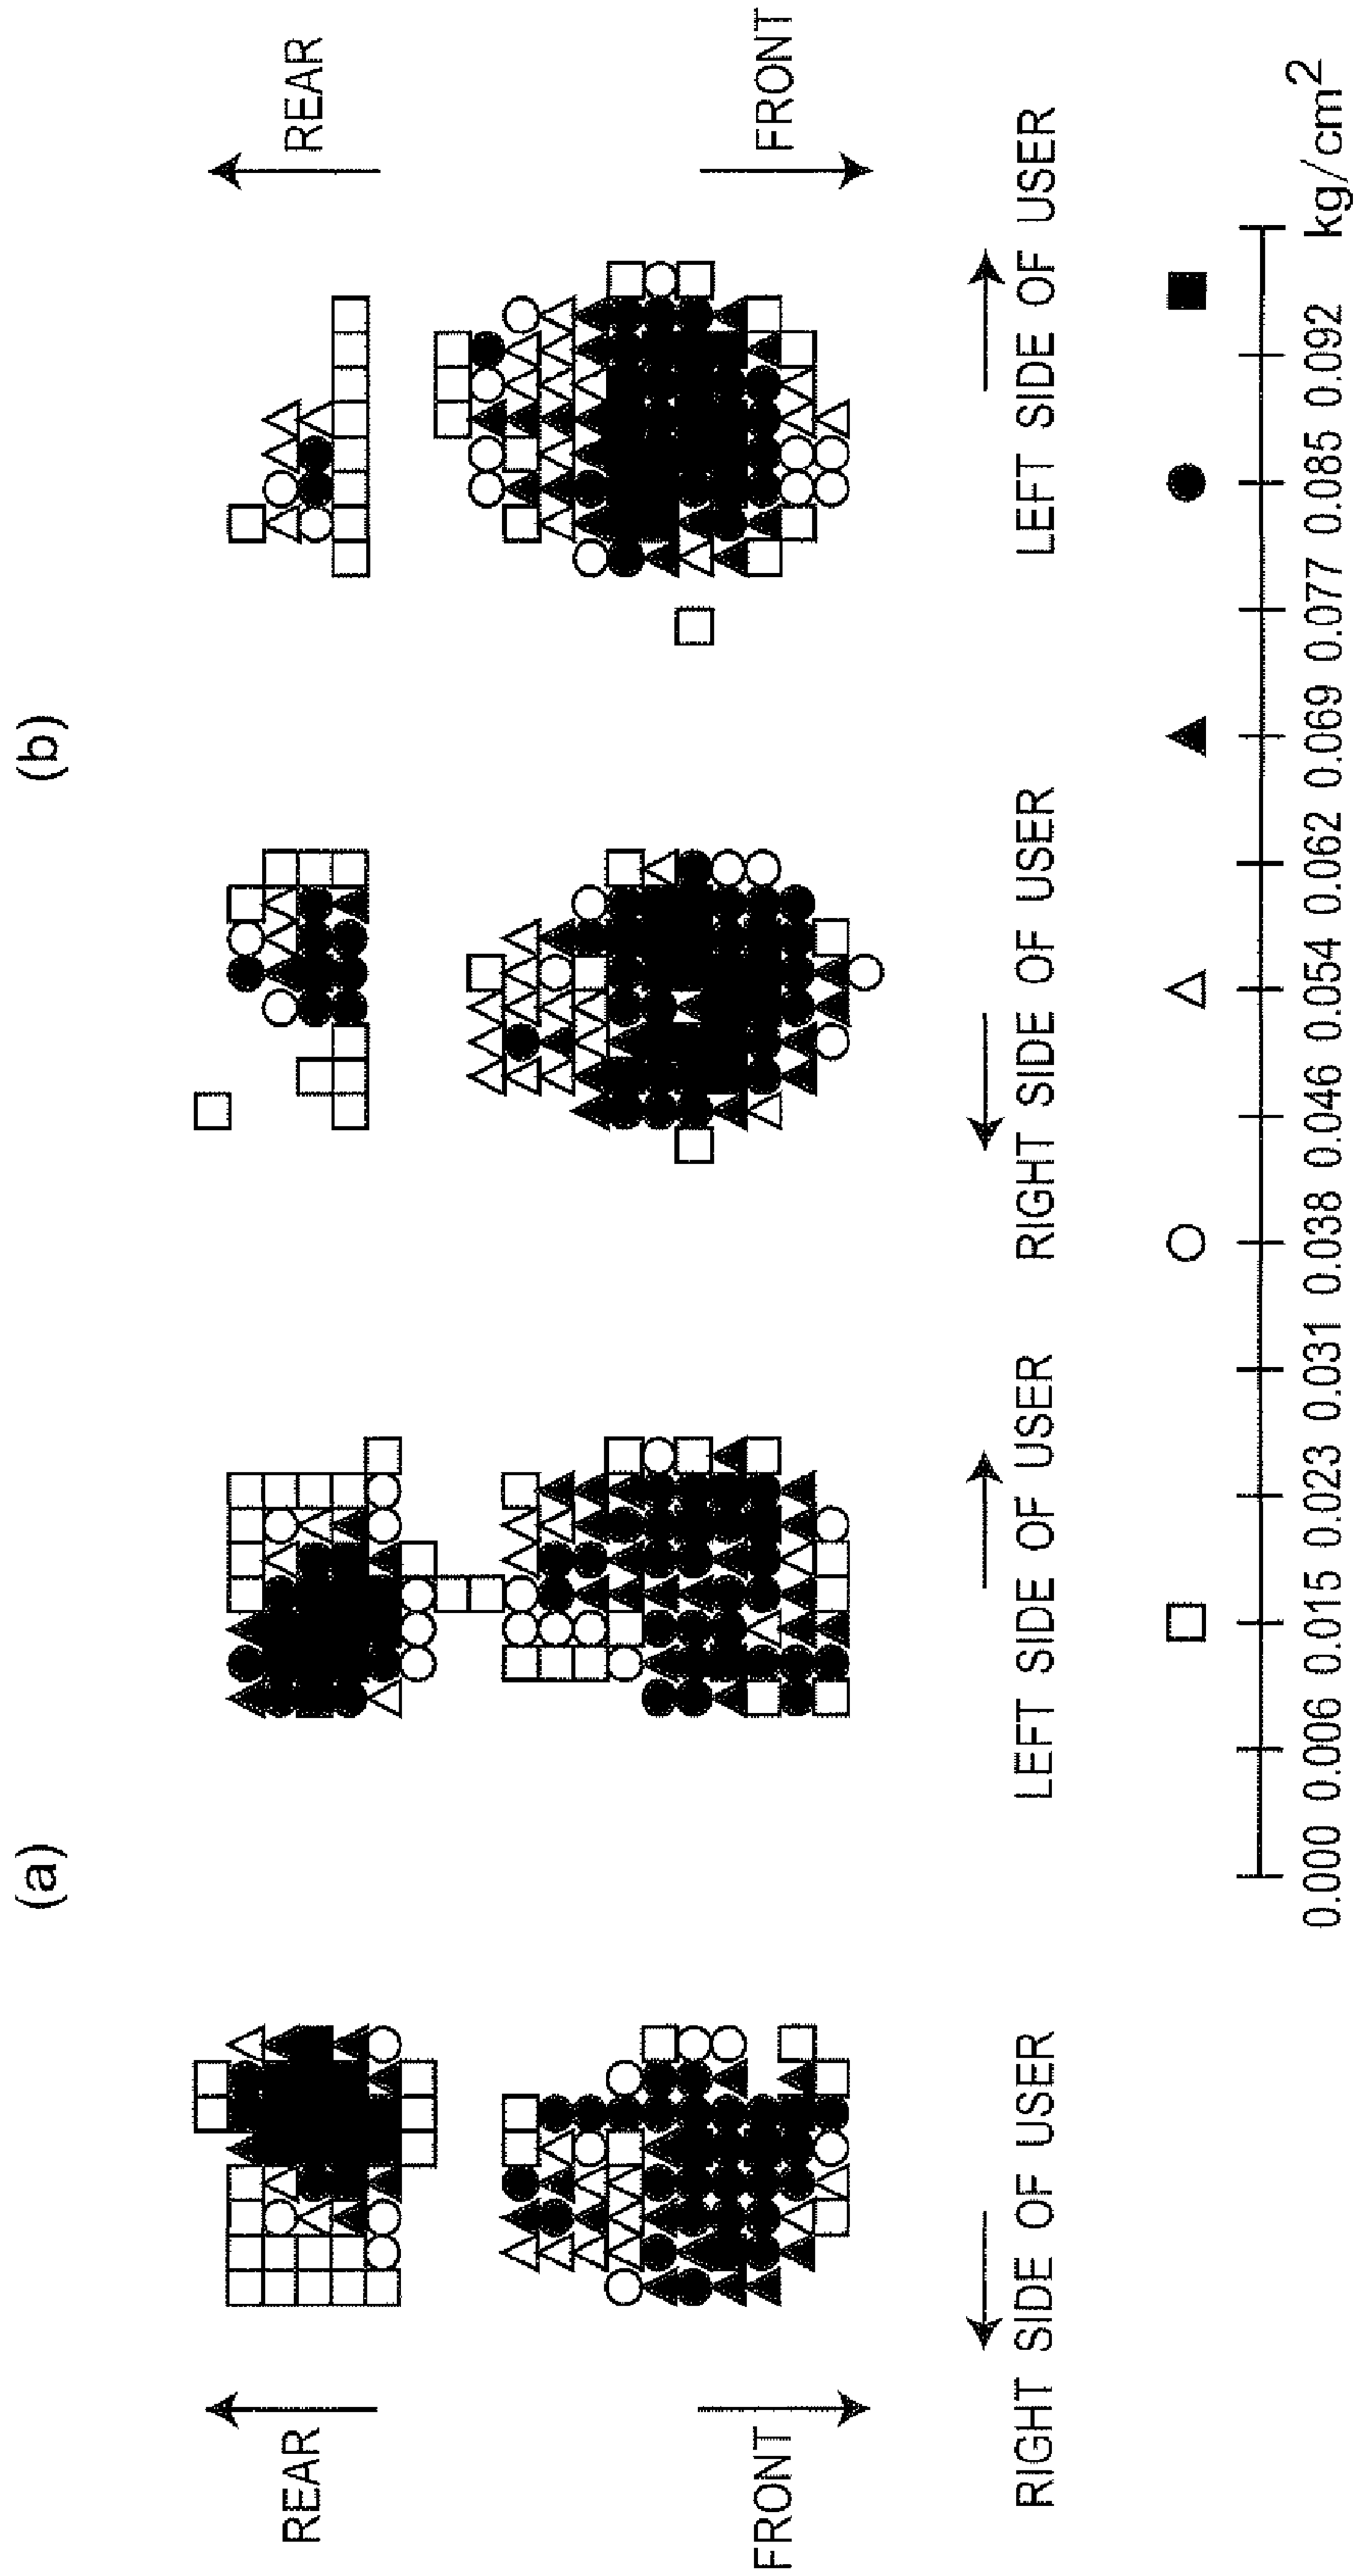 (a)
(b)
REAR
REAR
FRONT
FRONT
RIGHT SIDE OF USER
LEFT SIDE OF USER
RIGHT SIDE OF USER
LEFT SIDE OF USER
0.000 0.006 0.015 0.023 0.031 0.038 0.046 0.054 0.062 0.069 0.077 0.085 0.092 kg/cm²